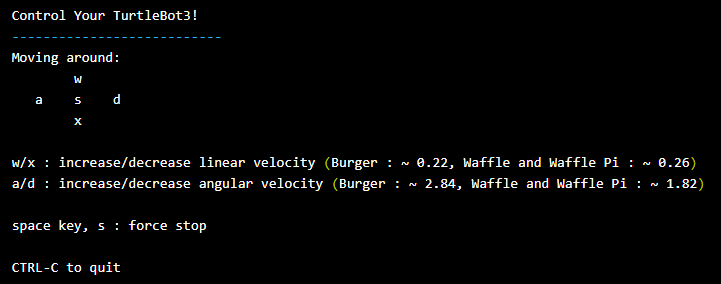 Control Your TurtleBot3!
---------------------------
Moving around:
w
a s d
x
w/x : increase/decrease linear velocity (Burger : ~ 0.22, Waffle and Waffle Pi : ~ 0.26)
a/d : increase/decrease angular velocity (Burger : ~ 2.84, Waffle and Waffle Pi : ~ 1.82)
space key, s : force stop
CTRL-C to quit